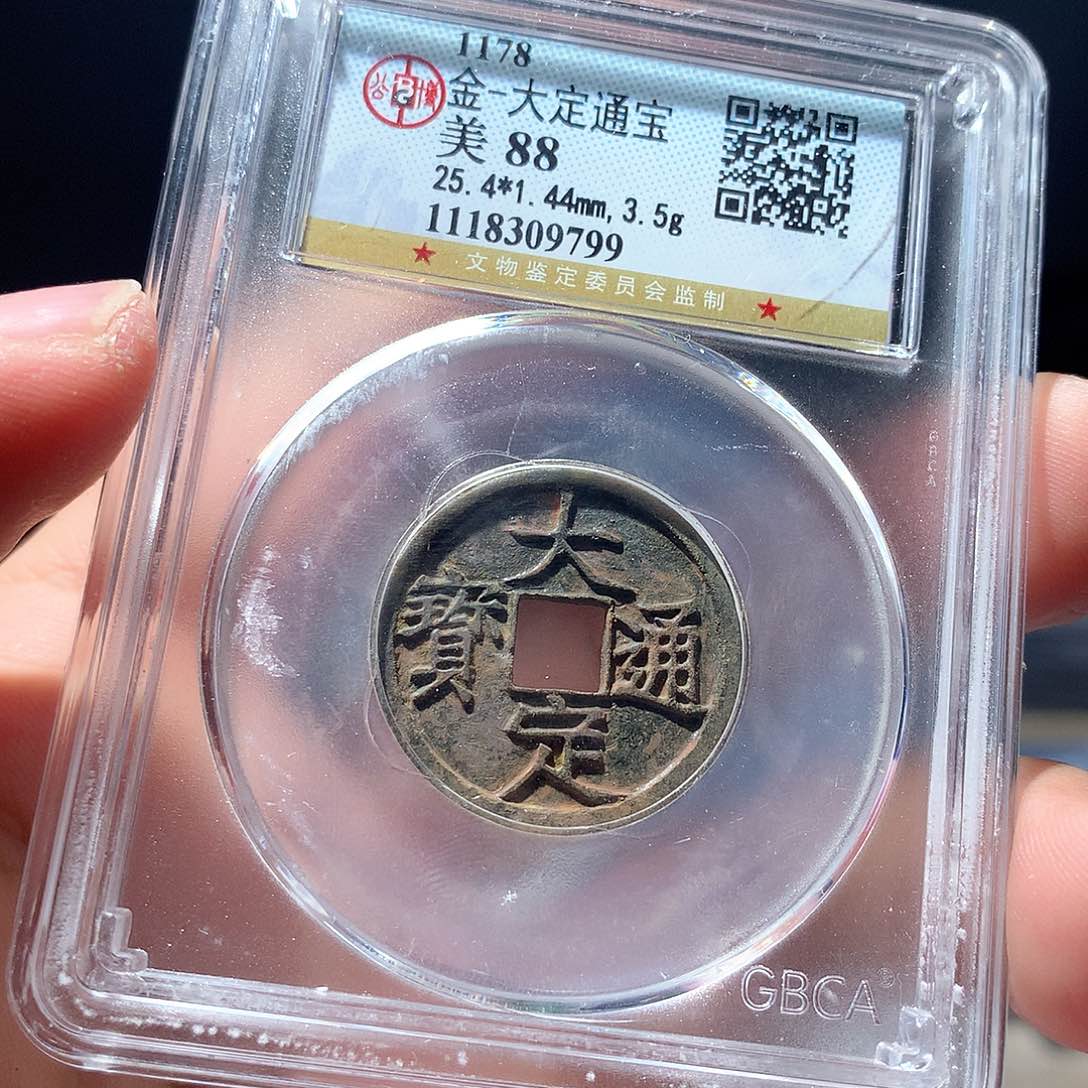 1178
金-大定通宝
美 88
25.4*1.44mm,3.5g
1118309799
★ 文物鉴定委员会监制 ★
GBCA
大定通寶
GBCA®